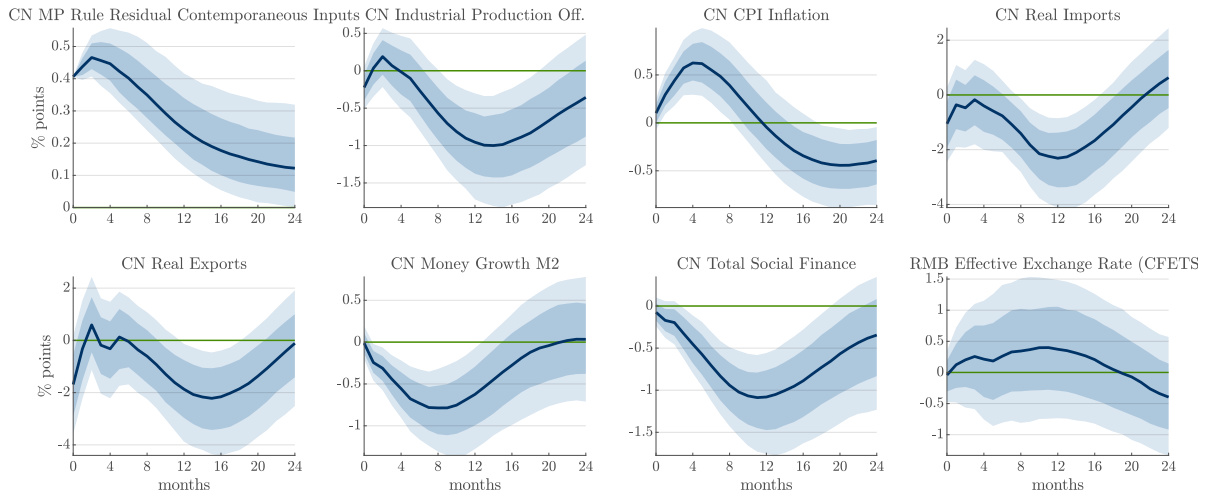 CN MP Rule Residual Contemporaneous Inputs CN Industrial Production Off. CN CPI Inflation CN Real Imports
% points
0.5
0.4
0.3
0.2
0.1
0
0 4 8 12 16 20 24
0.5
0
-0.5
-1
-1.5
0 4 8 12 16 20 24
0.5
0
-0.5
0 4 8 12 16 20 24
2
0
-2
-4
0 4 8 12 16 20 24
CN Real Exports CN Money Growth M2 CN Total Social Finance RMB Effective Exchange Rate (CFETS
% points
2
0
-2
-4
0 4 8 12 16 20 24
months
0.5
0
-0.5
-1
0 4 8 12 16 20 24
months
0
-0.5
-1
-1.5
0 4 8 12 16 20 24
months
1.5
1
0.5
0
-0.5
-1
0 4 8 12 16 20 24
months